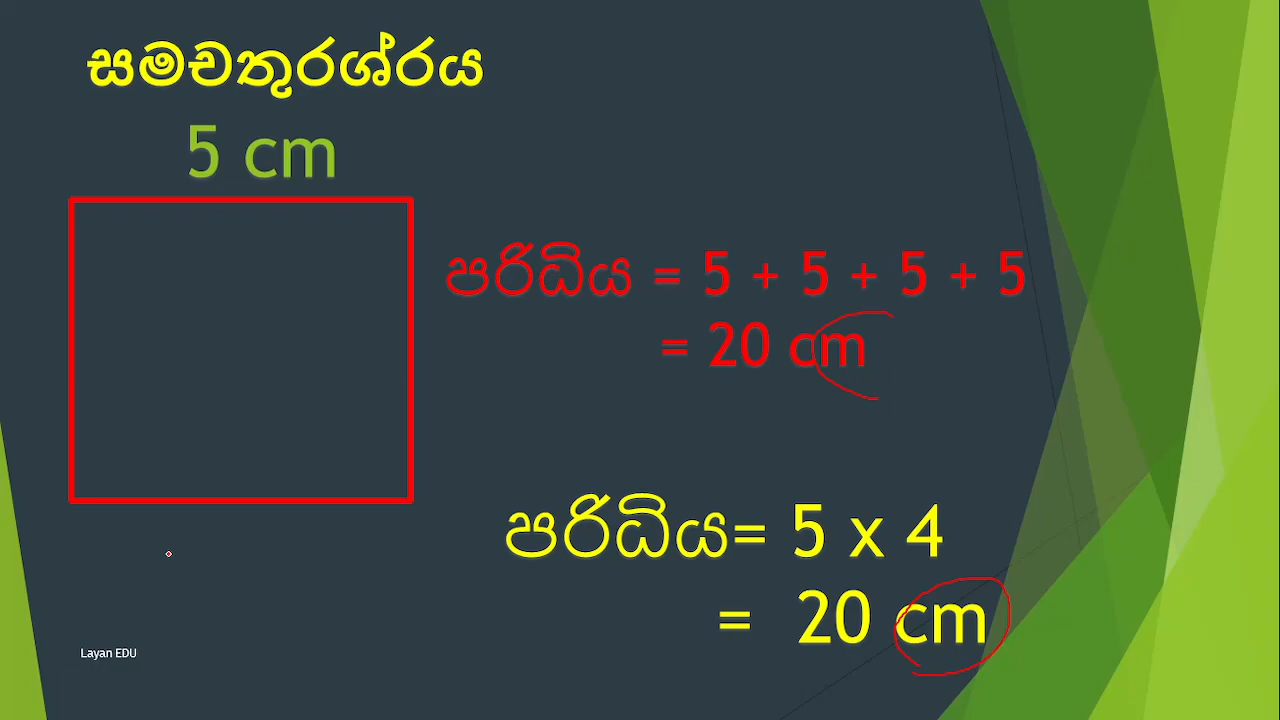 සමචතුරශ්‍රය
5 cm
පරිධිය = 5 + 5 + 5 + 5
= 20 cm
පරිධිය= 5 x 4
= 20 cm
Layan EDU